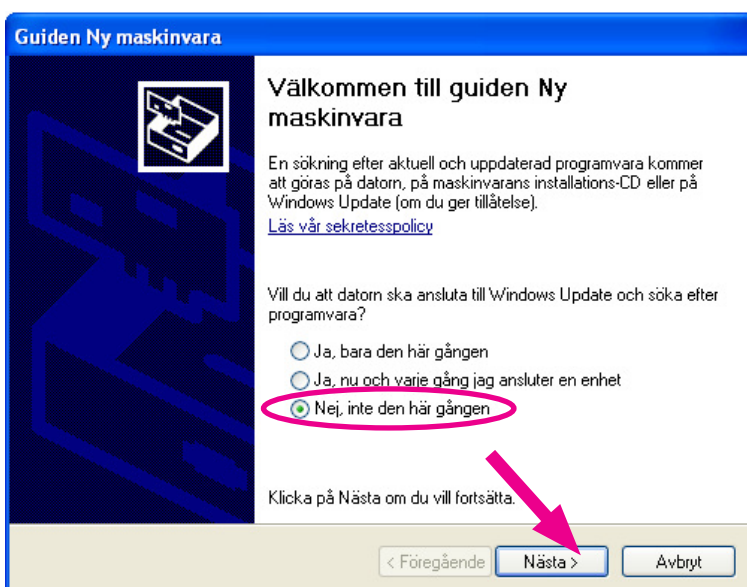 Guiden Ny maskinvara
Välkommen till guiden Ny
maskinvara
En sökning efter aktuell och uppdaterad programvara kommer
att göras på datorn, på maskinvarans installations-CD eller på
Windows Update (om du ger tillåtelse).
Läs vår sekretesspolicy
Vill du att datorn ska ansluta till Windows Update och söka efter
programvara?
Ja, bara den här gången
Ja, nu och varje gång jag ansluter en enhet
Nej, inte den här gången
Klicka på Nästa om du vill fortsätta.
< Föregående Nästa > Avbryt